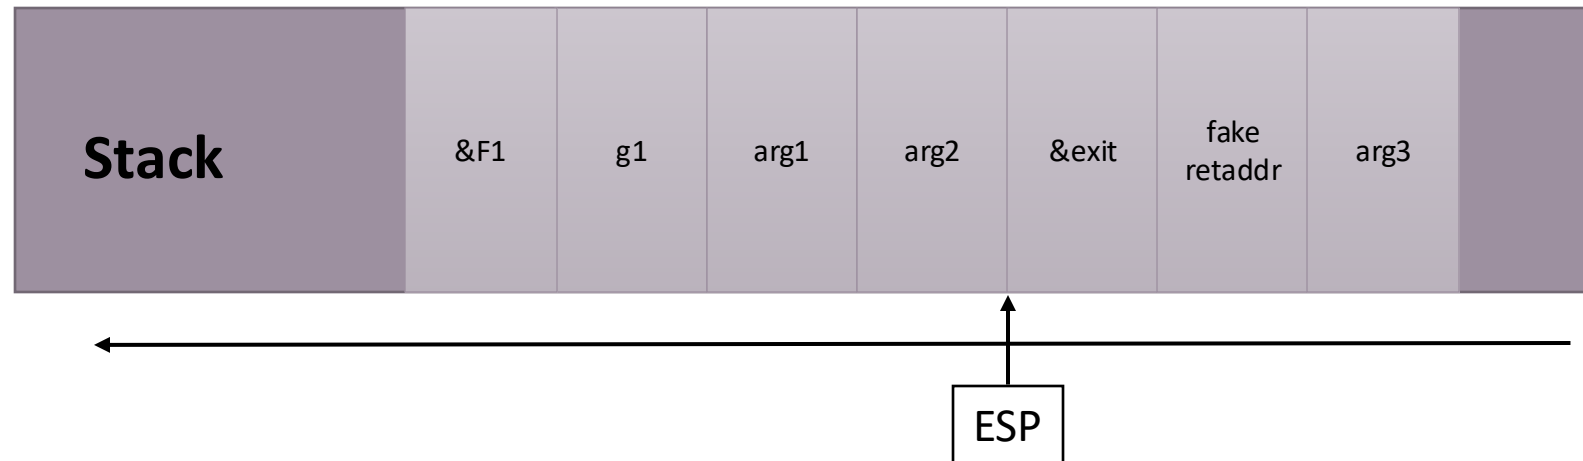 Stack
&F1
g1
arg1
arg2
&exit
fake
retaddr
arg3
ESP